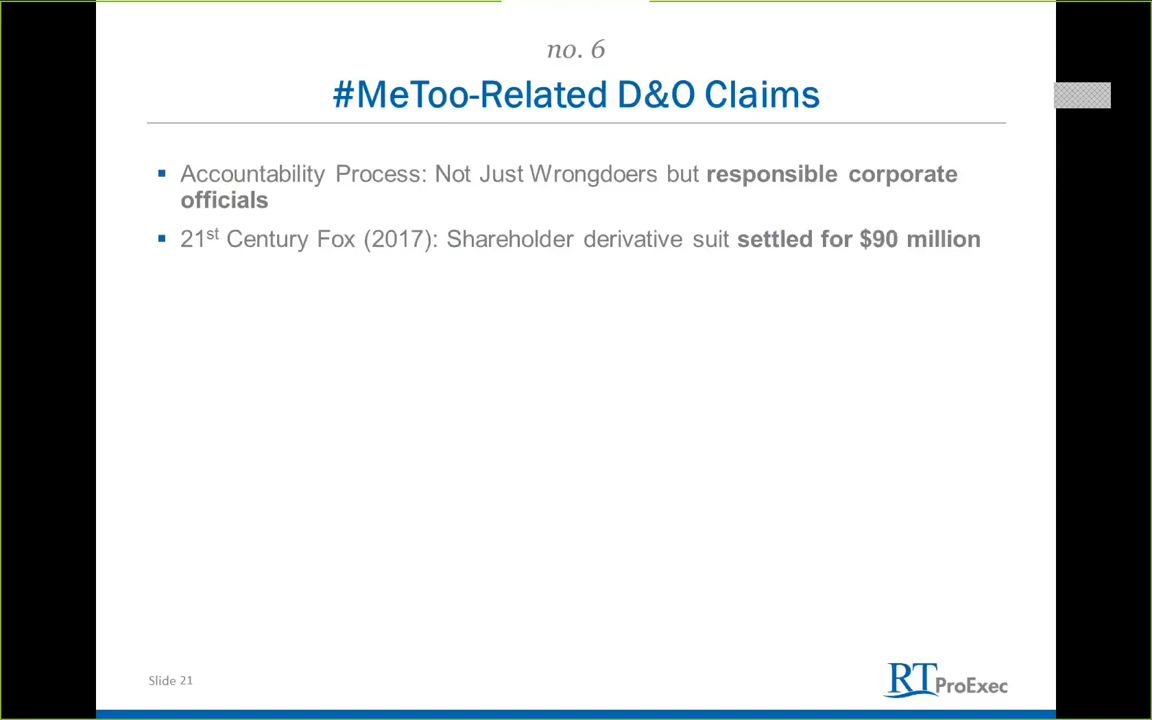 no. 6
#MeToo-Related D&O Claims
▪ Accountability Process: Not Just Wrongdoers but responsible corporate
officials
▪ 21st Century Fox (2017): Shareholder derivative suit settled for $90 million
Slide 21
RT ProExec